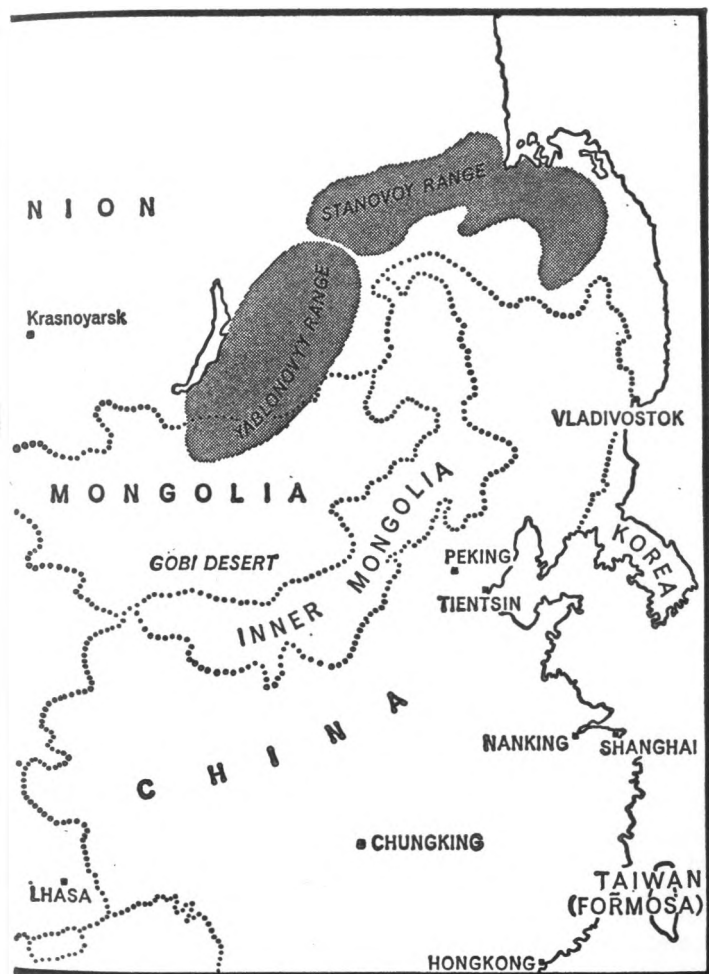 STANOVOY RANGE
NION
Krasnoyarsk
YABLONOVYY RANGE
VLADIVOSTOK
MONGOLIA
GOBI DESERT
INNER MONGOLIA
PEKING
KOREA
TIENTSIN
CHINA
NANKING
SHANGHAI
CHUNGKING
LHASA
TAIWAN
(FORMOSA)
HONGKONG